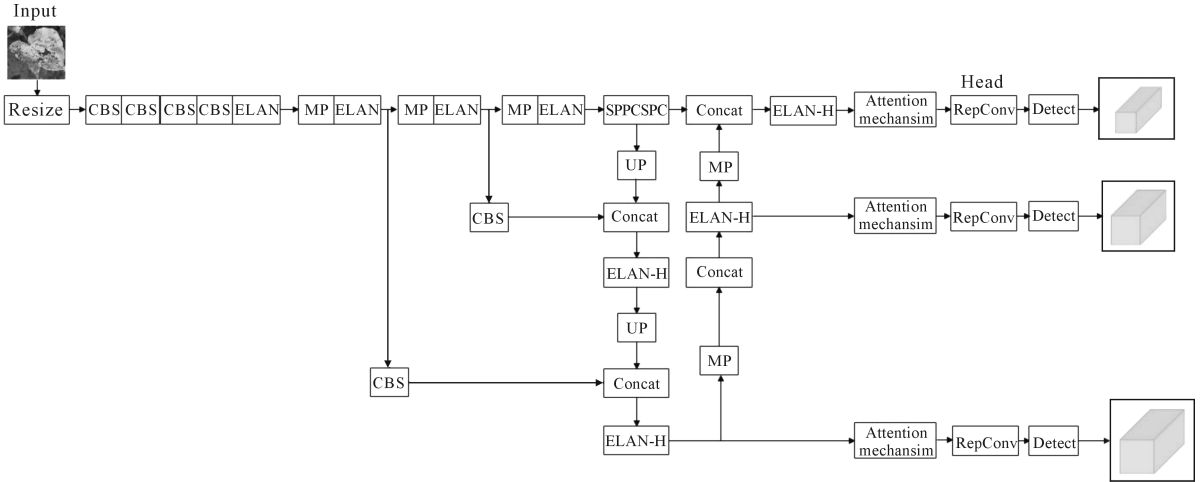 Input
Head
Resize
CBS CBS CBS CBS ELAN
MP ELAN
MP ELAN
MP ELAN
SPPCSPC
Concat
ELAN-H
Attention
mechansim
RepConv
Detect
UP
MP
CBS
Concat
ELAN-H
Attention
mechansim
RepConv
Detect
ELAN-H
Concat
UP
MP
CBS
Concat
ELAN-H
Attention
mechansim
RepConv
Detect